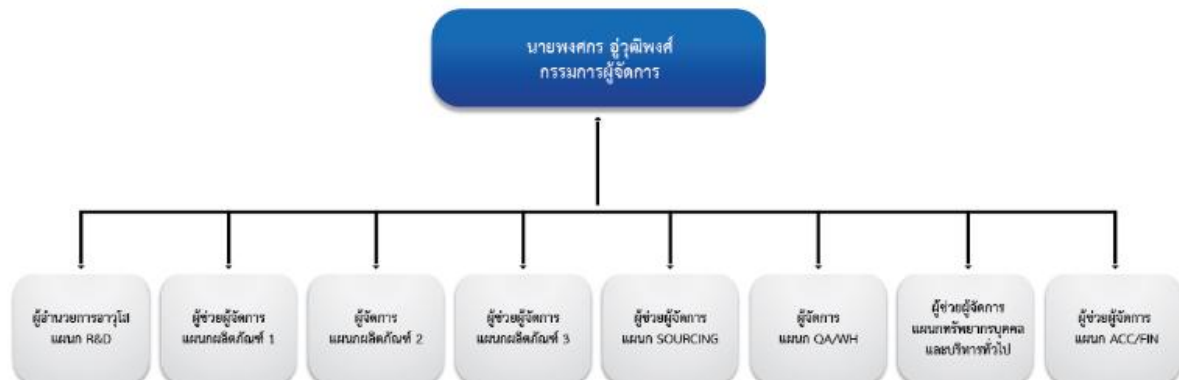 นายพงศกร อู่วุฒิพงศ์
กรรมการผู้จัดการ
ผู้อำนวยการอาวุโส
แผนก R&D
ผู้ช่วยผู้จัดการ
แผนกผลิตภัณฑ์ 1
ผู้จัดการ
แผนกผลิตภัณฑ์ 2
ผู้ช่วยผู้จัดการ
แผนกผลิตภัณฑ์ 3
ผู้ช่วยผู้จัดการ
แผนก SOURCING
ผู้จัดการ
แผนก QA/WH
ผู้ช่วยผู้จัดการ
แผนกทรัพยากรบุคคล
และบริหารทั่วไป
ผู้ช่วยผู้จัดการ
แผนก ACC/FIN